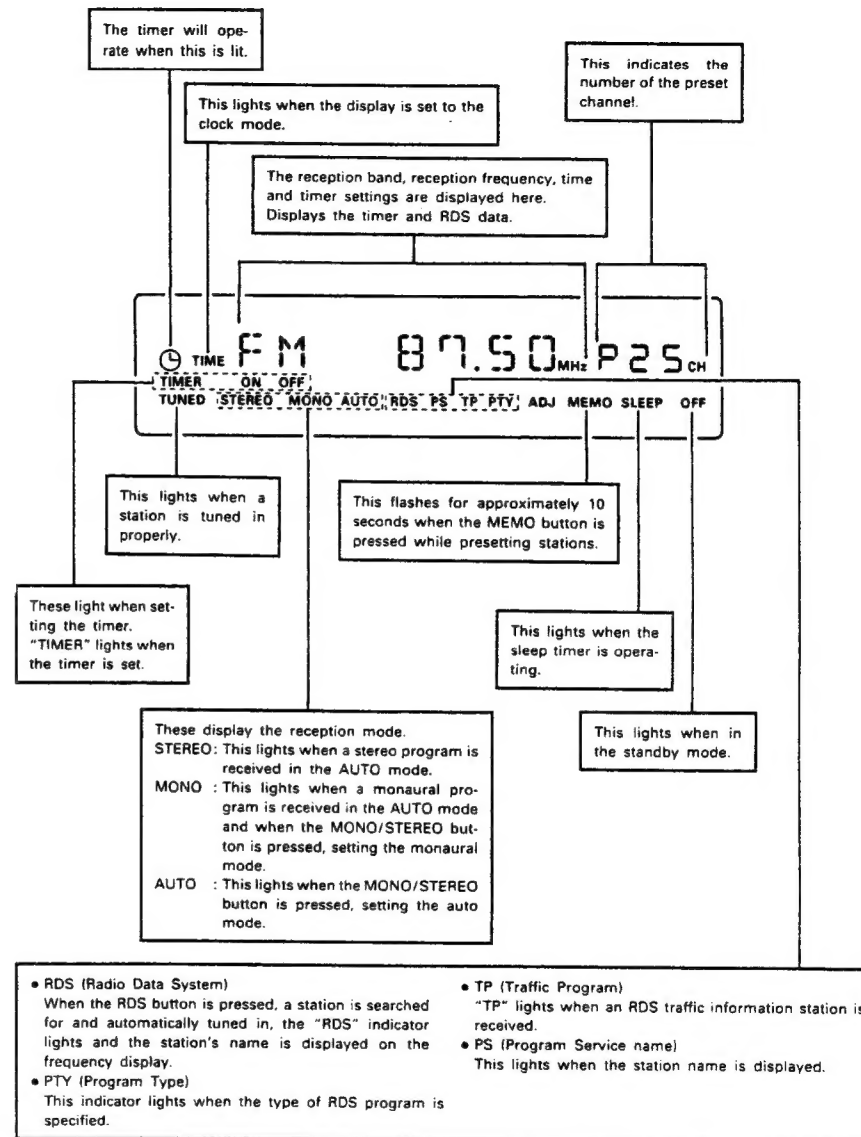 The timer will ope-
rate when this is lit.
This indicates the
number of the preset
channel.
This lights when the display is set to the
clock mode.
The reception band, reception frequency, time
and timer settings are displayed here.
Displays the timer and RDS data.
TIME FM 87.50 MHz P25 CH
TIMER ON OFF
TUNED STEREO MONO AUTO RDS PS TP PTY ADJ MEMO SLEEP OFF
This lights when a
station is tuned in
properly.
This flashes for approximately 10
seconds when the MEMO button is
pressed while presetting stations.
These light when set-
ting the timer.
"TIMER" lights when
the timer is set.
This lights when the
sleep timer is opera-
ting.
This lights when in
the standby mode.
These display the reception mode.
STEREO: This lights when a stereo program is
received in the AUTO mode.
MONO : This lights when a monaural pro-
gram is received in the AUTO mode
and when the MONO/STEREO but-
ton is pressed, setting the monaural
mode.
AUTO : This lights when the MONO/STEREO
button is pressed, setting the auto
mode.
• RDS (Radio Data System)
When the RDS button is pressed, a station is searched
for and automatically tuned in, the "RDS" indicator
lights and the station's name is displayed on the
frequency display.
• PTY (Program Type)
This indicator lights when the type of RDS program is
specified.
• TP (Traffic Program)
"TP" lights when an RDS traffic information station is
received.
• PS (Program Service name)
This lights when the station name is displayed.